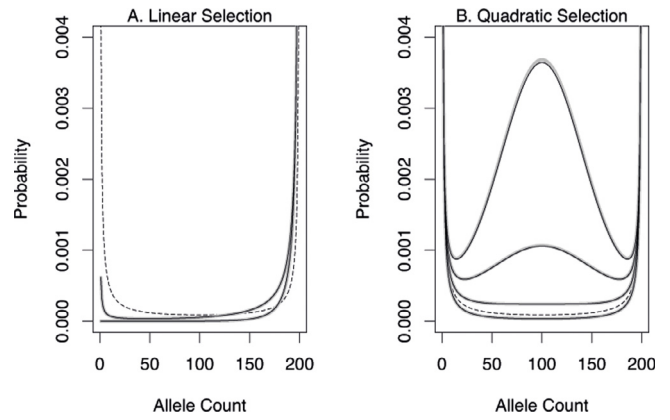 A. Linear Selection
Probability
0.004
0.003
0.002
0.001
0.000
0 50 100 150 200
Allele Count
B. Quadratic Selection
Probability
0.004
0.003
0.002
0.001
0.000
0 50 100 150 200
Allele Count